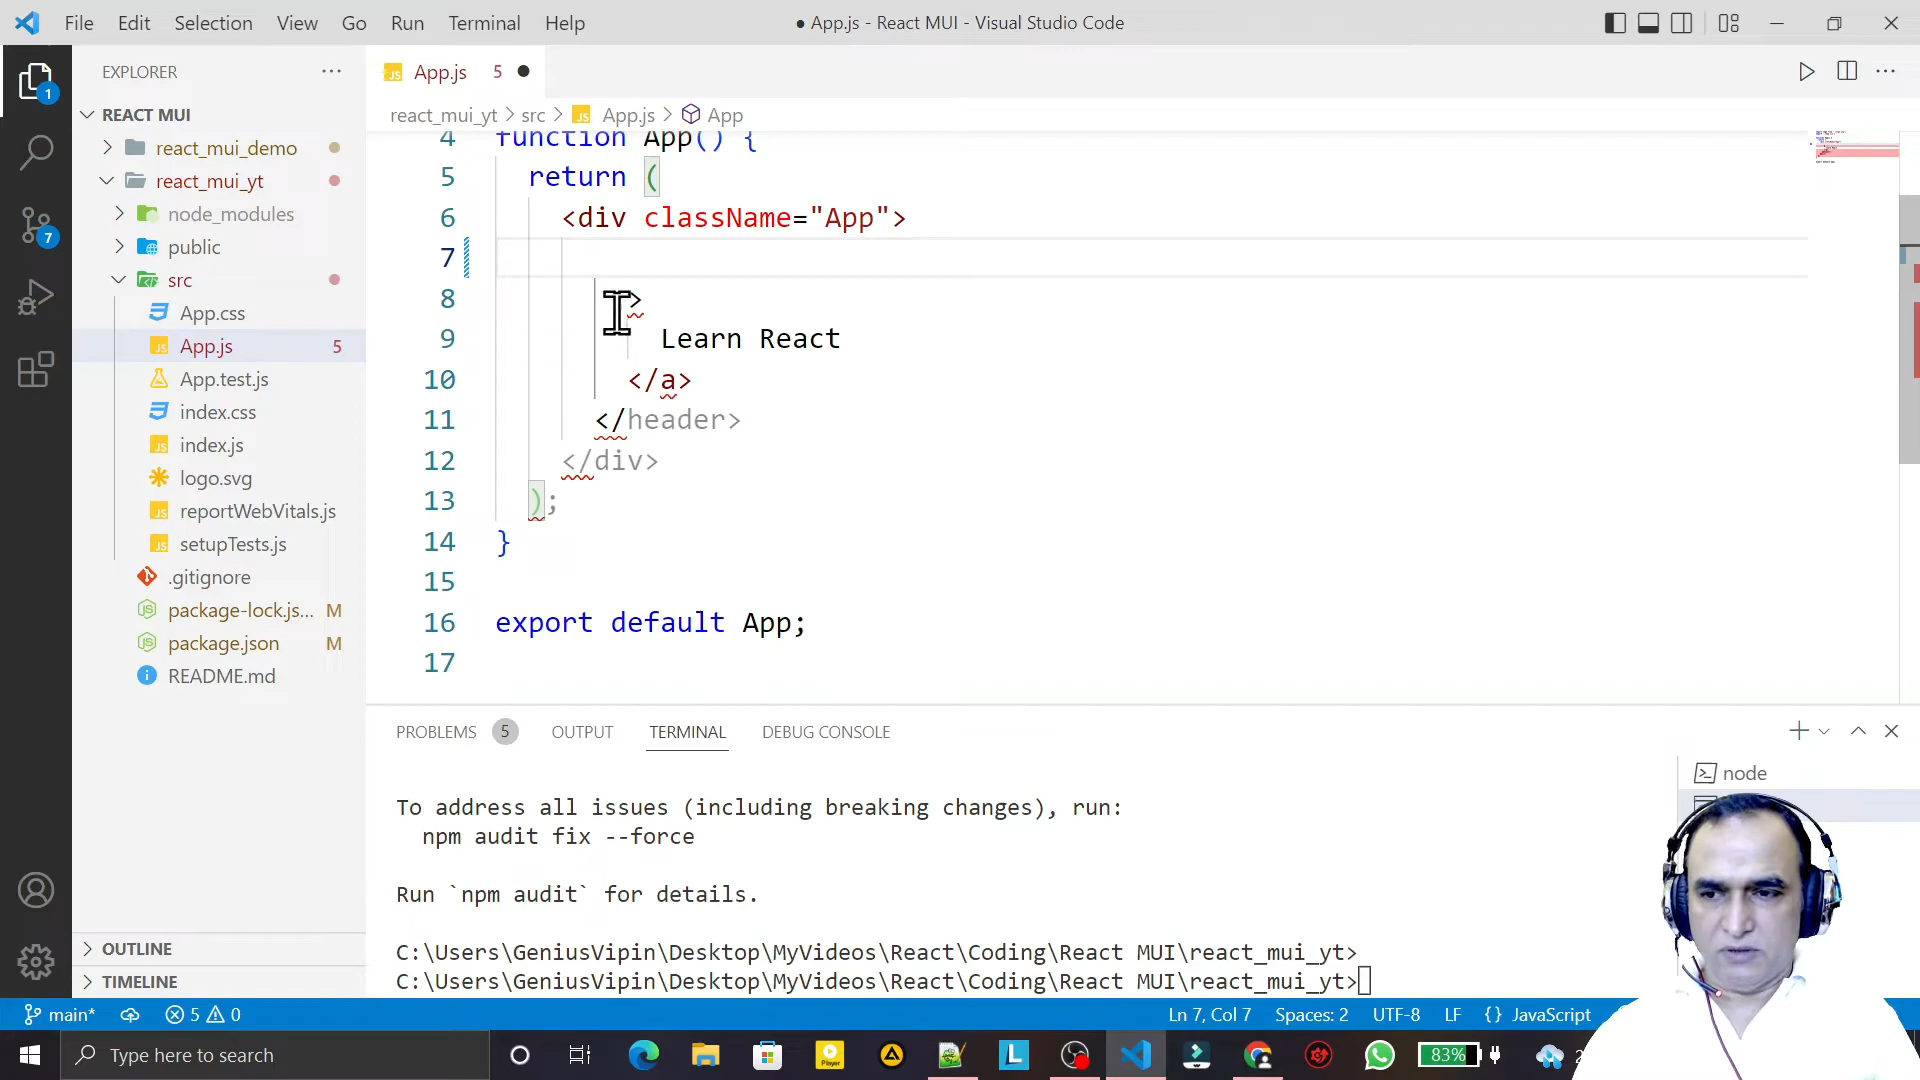 File Edit Selection View Go Run Terminal Help
● App.js - React MUI - Visual Studio Code
EXPLORER
REACT MUI
react_mui_demo
react_mui_yt
node_modules
public
src
App.css
App.js 5
App.test.js
index.css
index.js
logo.svg
reportWebVitals.js
setupTests.js
.gitignore
package-lock.js... M
package.json M
README.md
OUTLINE
TIMELINE
1
7
App.js 5
react_mui_yt > src > App.js > App
4 function App() {
5 return (
6 <div className="App">
7
8 >
9 Learn React
10 </a>
11 </header>
12 </div>
13 );
14 }
15
16 export default App;
17
PROBLEMS 5 OUTPUT TERMINAL DEBUG CONSOLE
node
To address all issues (including breaking changes), run:
npm audit fix --force
Run `npm audit` for details.
C:\Users\GeniusVipin\Desktop\MyVideos\React\Coding\React MUI\react_mui_yt>
C:\Users\GeniusVipin\Desktop\MyVideos\React\Coding\React MUI\react_mui_yt>
main* 5 0 Ln 7, Col 7 Spaces: 2 UTF-8 LF {} JavaScript
Type here to search
Player
L
83%